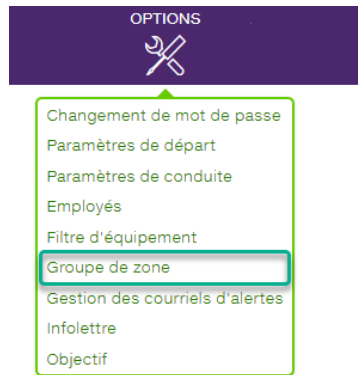 OPTIONS
Changement de mot de passe
Paramètres de départ
Paramètres de conduite
Employés
Filtre d'équipement
Groupe de zone
Gestion des courriels d'alertes
Infolettre
Objectif